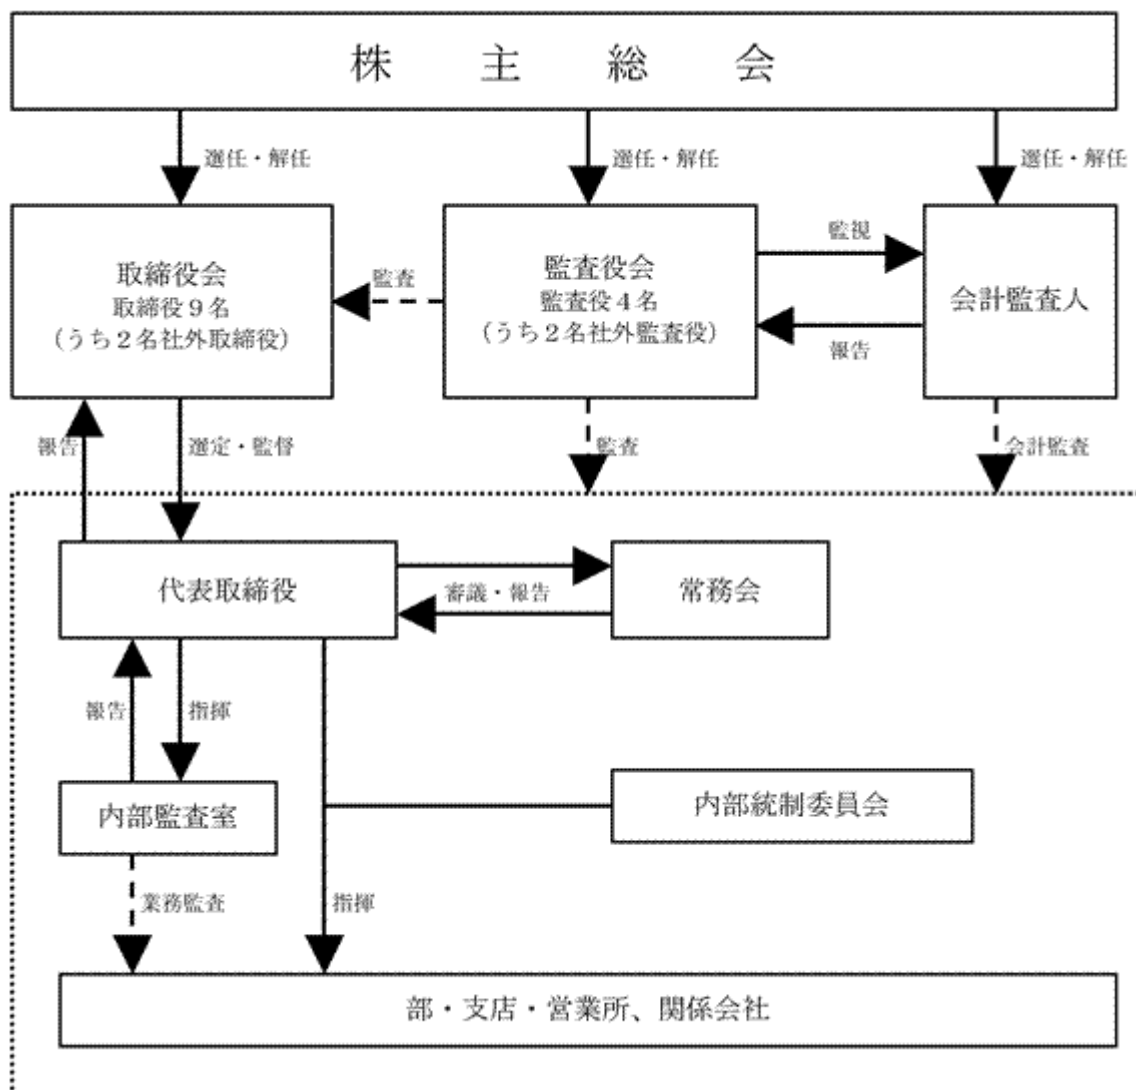 株主総会
選任・解任
選任・解任
選任・解任
取締役会
取締役９名
（うち２名社外取締役）
監査
監査役会
監査役４名
（うち２名社外監査役）
監視
報告
会計監査人
報告
選定・監督
監査
会計監査
代表取締役
審議・報告
常務会
報告
指揮
内部監査室
内部統制委員会
業務監査
指揮
部・支店・営業所、関係会社